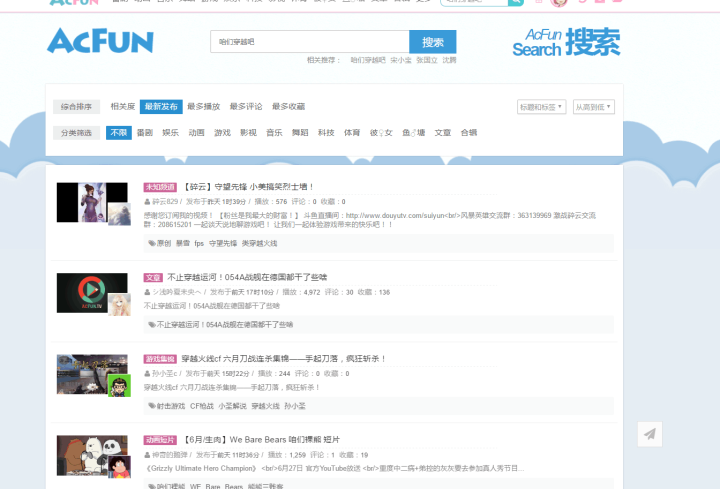 AcFun
咱们穿越吧
搜索
AcFun
Search 搜索
相关推荐: 咱们穿越吧 宋小宝 张国立 沈腾
综合排序 相关度 最新发布 最多播放 最多评论 最多收藏 标题和标签 从高到低
分类筛选 不限 番剧 娱乐 动画 游戏 影视 音乐 舞蹈 科技 体育 彼♀女 鱼♂塘 文章 合辑
未知频道 【辞云】守望先锋 小美搞笑烈士墙！
辞云829 / 发布于昨天 1时39分 / 播放：576 评论：0 收藏：0
感谢您订阅我的视频！ 【粉丝是我最大的财富！】 斗鱼直播间：http://www.douyutv.com/suiyun<br/>风暴英雄交流群：363139969 激战辞云交流
群：208615201 一起谈天说地解游戏吧！ 让我们一起体验游戏带来的快乐吧！！
原创 暴雪 fps 守望先锋 类穿越火线
文章 不止穿越运河！054A战舰在德国都干了些啥
发布于前天 17时10分 / 播放：4,972 评论：30 收藏：136
不止穿越运河！054A战舰在德国都干了些啥
不止穿越运河！054A战舰在德国都干了些啥
游戏集锦 穿越火线cf 六月刀战连杀集锦——手起刀落，疯狂斩杀！
孙小圣c / 发布于前天 15时22分 / 播放：244 评论：0 收藏：0
穿越火线cf 六月刀战连杀集锦——手起刀落，疯狂斩杀！
射击游戏 CF枪战 小圣解说 穿越火线 孙小圣
动画短片 【6月/生肉】We Bare Bears 咱们裸熊 短片
神奇的璐弟 / 发布于前天 11时36分 / 播放：1,259 评论：1 收藏：19
《Grizzly Ultimate Hero Champion》 <br/>6月27日 官方YouTube放送 <br/>重度中二病+弟控的灰灰要去参加真人秀节目...
咱们裸熊 WE Bare Bears 熊熊三贱客